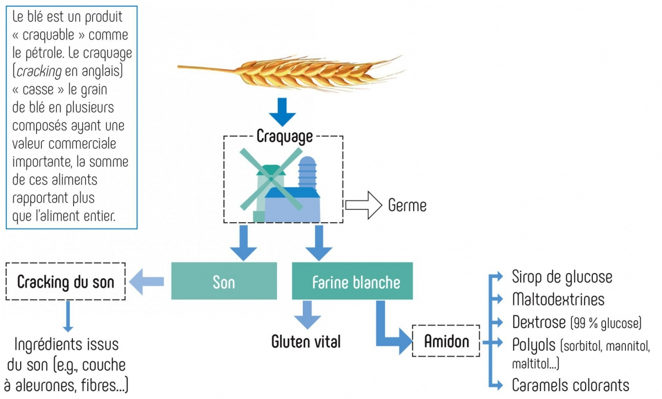 Le blé est un produit
« craquable » comme
le pétrole. Le craquage
(cracking en anglais)
« casse » le grain
de blé en plusieurs
composés ayant une
valeur commerciale
importante, la somme
de ces aliments
rapportant plus
que l'aliment entier.
Craquage
Germe
Cracking du son
Son
Farine blanche
Ingrédients issus
du son (e.g., couche
à aleurones, fibres...)
Gluten vital
Amidon
Sirop de glucose
Maltodextrines
Dextrose (99 % glucose)
Polyols (sorbitol, mannitol,
maltitol...)
Caramels colorants